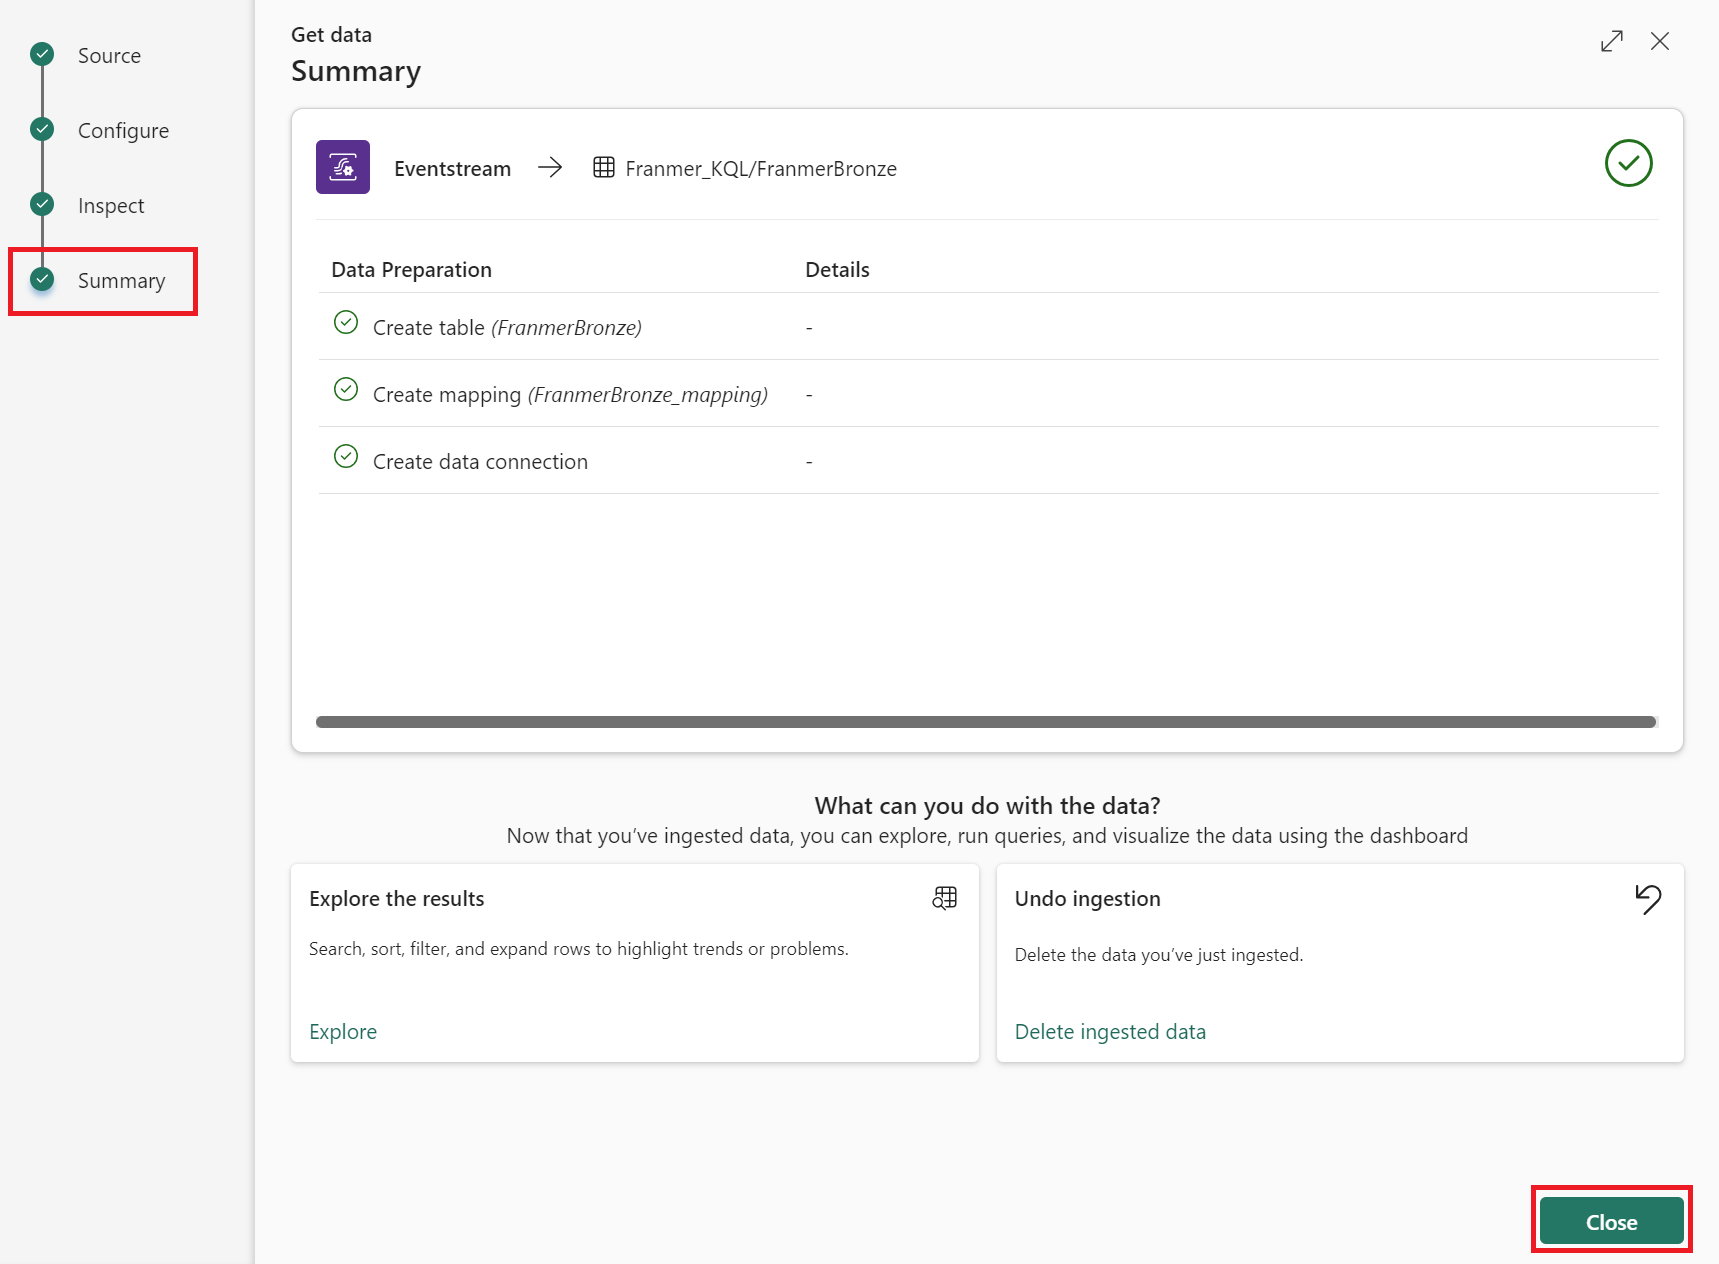 Source
Configure
Inspect
Summary
Get data
Summary
Eventstream
Franmer_KQL/FranmerBronze
Data Preparation Details
Create table (FranmerBronze) -
Create mapping (FranmerBronze_mapping) -
Create data connection -
What can you do with the data?
Now that you’ve ingested data, you can explore, run queries, and visualize the data using the dashboard
Explore the results
Search, sort, filter, and expand rows to highlight trends or problems.
Explore
Undo ingestion
Delete the data you’ve just ingested.
Delete ingested data
Close